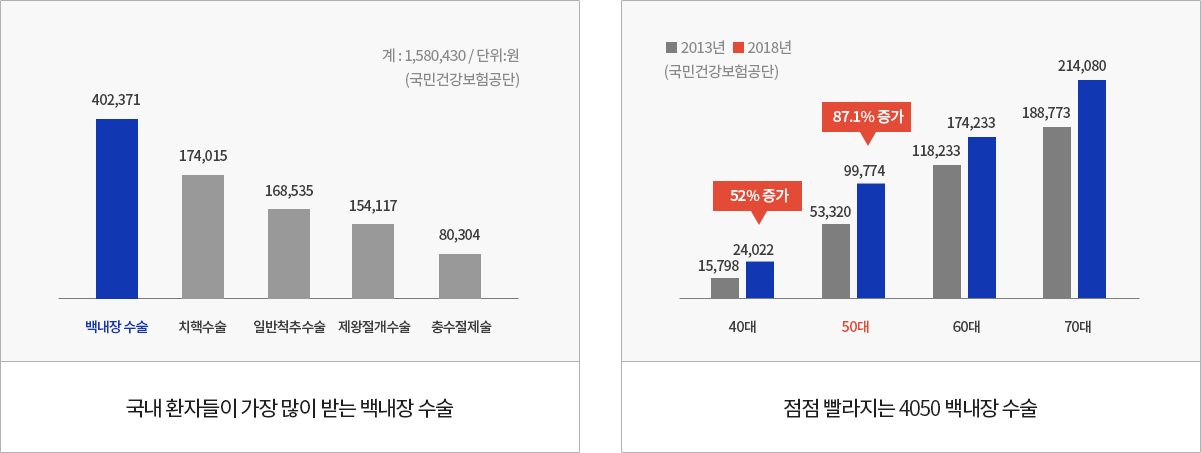 계 : 1,580,430 / 단위:원
(국민건강보험공단)
402,371
174,015
168,535
154,117
80,304
백내장 수술
치핵수술
일반척추수술
제왕절개수술
충수절제술
국내 환자들이 가장 많이 받는 백내장 수술
2013년 2018년
(국민건강보험공단)
52% 증가
87.1% 증가
15,798
24,022
53,320
99,774
118,233
174,233
188,773
214,080
40대
50대
60대
70대
점점 빨라지는 4050 백내장 수술